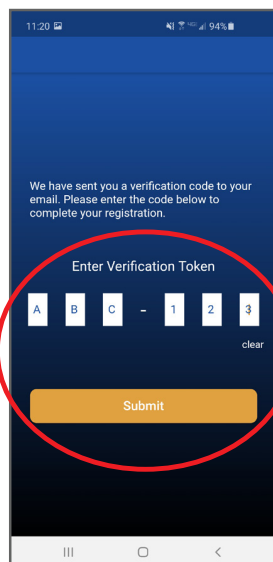 11:20 94%
We have sent you a verification code to your
email. Please enter the code below to
complete your registration.
Enter Verification Token
A B C - 1 2 3
clear
Submit